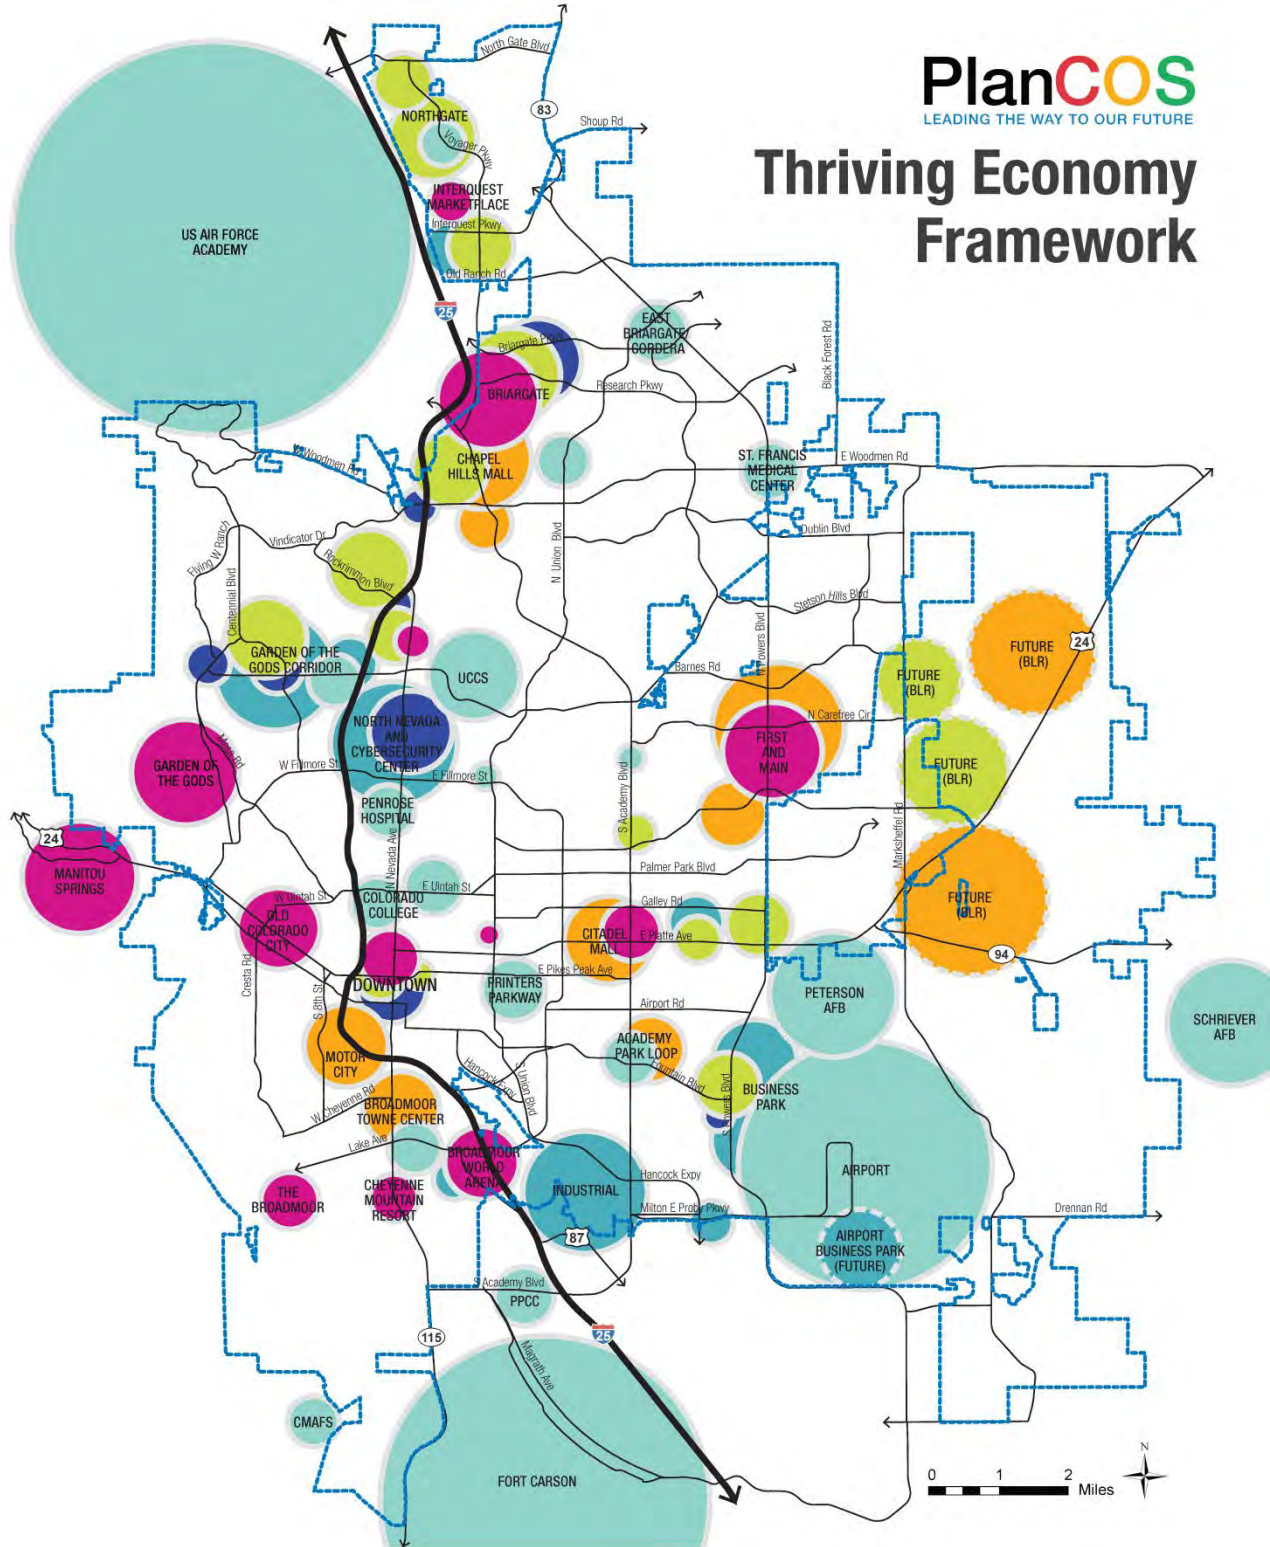 PlanCOS
LEADING THE WAY TO OUR FUTURE
Thriving Economy
Framework
North Gate Blvd
83
Shoup Rd
NORTHGATE
Voyager Pkwy
INTERQUEST
MARKETPLACE
Interquest Pkwy
US AIR FORCE
ACADEMY
Old Ranch Rd
25
EAST
BRIARGATE/
CORDERA
Briargate Pkwy
Black Forest Rd
Research Pkwy
BRIARGATE
W Woodmen Rd
CHAPEL
HILLS MALL
ST. FRANCIS
MEDICAL
CENTER
E Woodmen Rd
Flying W Ranch
Vindicator Dr
Dublin Blvd
N Union Blvd
Rockrimmon Blvd
Centennial Blvd
Stetson Hills Blvd
N Powers Blvd
24
FUTURE
(BLR)
GARDEN OF THE
GODS CORRIDOR
UCCS
Barnes Rd
FUTURE
(BLR)
N Carefree Cir
NORTH NEVADA
AND
CYBERSECURITY
CENTER
FIRST
AND
MAIN
GARDEN OF
THE GODS
W Fillmore St
E Fillmore St
FUTURE
(BLR)
PENROSE
HOSPITAL
S Academy Blvd
Marksheffel Rd
24
N Nevada Ave
Palmer Park Blvd
MANITOU
SPRINGS
W Uintah St
E Uintah St
COLORADO
COLLEGE
Galley Rd
FUTURE
(BLR)
OLD
COLORADO
CITY
CITADEL
MALL
E Platte Ave
94
Cresta Rd
S 8th St
DOWNTOWN
E Pikes Peak Ave
PRINTERS
PARKWAY
PETERSON
AFB
Airport Rd
SCHRIEVER
AFB
MOTOR
CITY
ACADEMY
PARK LOOP
Hancock Expy
S Union Blvd
Fountain Blvd
S Powers Blvd
BUSINESS
PARK
W Cheyenne Rd
BROADMOOR
TOWNE CENTER
Lake Ave
BROADMOOR
WORLD
ARENA
Hancock Expy
AIRPORT
THE
BROADMOOR
CHEYENNE
MOUNTAIN
RESORT
INDUSTRIAL
Milton E Proby Pkwy
Drennan Rd
87
AIRPORT
BUSINESS PARK
(FUTURE)
S Academy Blvd
PPCC
115
25
Magrath Ave
CMAFS
FORT CARSON
N
0 1 2
Miles